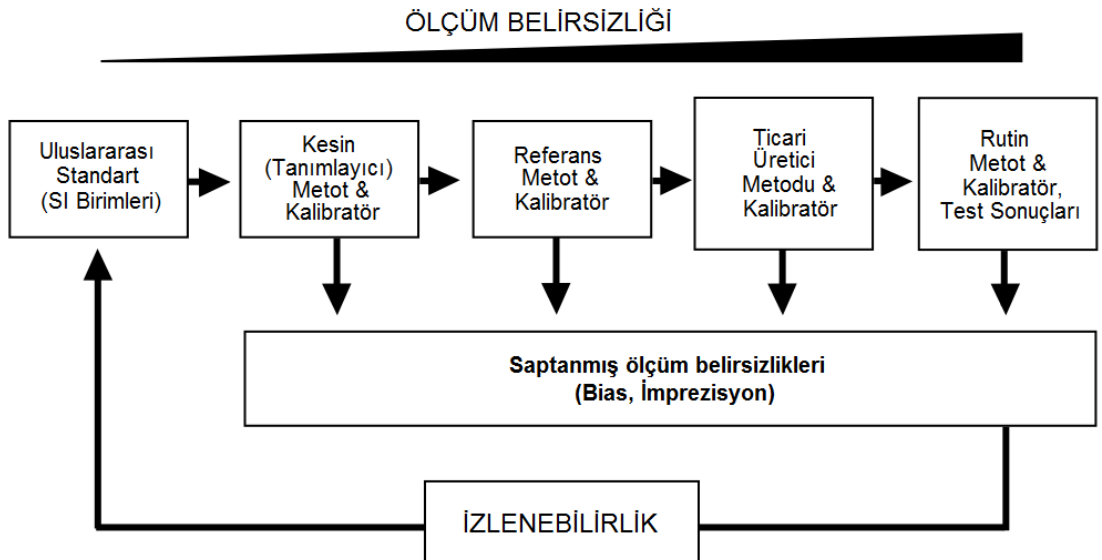 ÖLÇÜM BELİRSİZLİĞİ
Uluslararası
Standart
(SI Birimleri)
Kesin
(Tanımlayıcı)
Metot &
Kalibratör
Referans
Metot &
Kalibratör
Ticari
Üretici
Metodu &
Kalibratör
Rutin
Metot &
Kalibratör,
Test Sonuçları
Saptanmış ölçüm belirsizlikleri
(Bias, İmprezisyon)
İZLENEBİLİRLİK